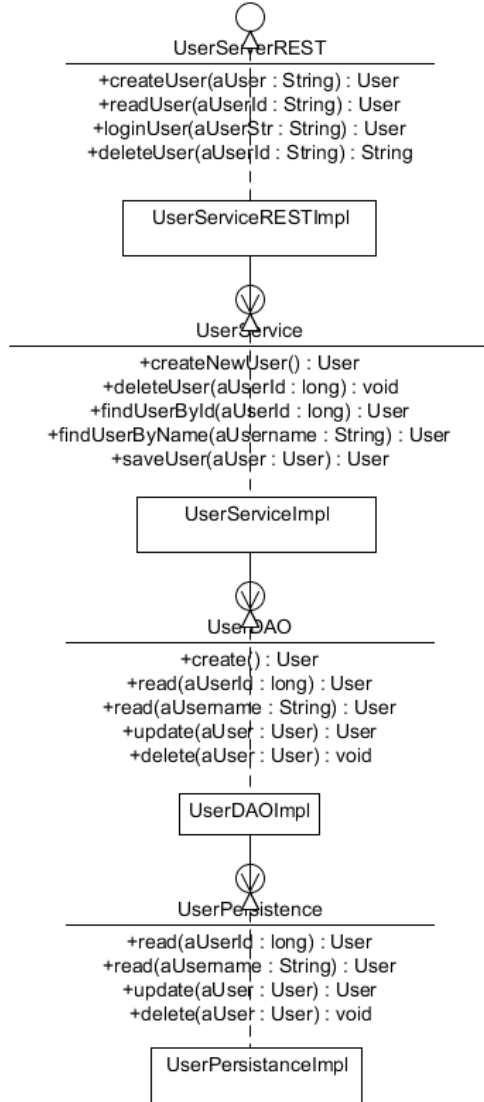 UserServerREST
+createUser(aUser : String) : User
+readUser(aUserId : String) : User
+loginUser(aUserStr : String) : User
+deleteUser(aUserId : String) : String
UserServiceRESTImpl
UserService
+createNewUser() : User
+deleteUser(aUserId : long) : void
+findUserById(aUserId : long) : User
+findUserByName(aUsername : String) : User
+saveUser(aUser : User) : User
UserServiceImpl
UserDAO
+create() : User
+read(aUserId : long) : User
+read(aUsername : String) : User
+update(aUser : User) : User
+delete(aUser : User) : void
UserDAOImpl
UserPersistence
+read(aUserId : long) : User
+read(aUsername : String) : User
+update(aUser : User) : User
+delete(aUser : User) : void
UserPersistanceImpl